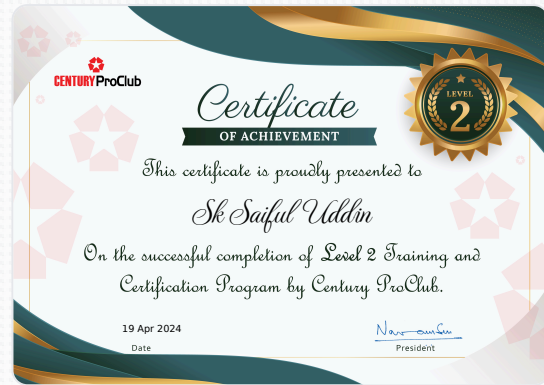 CENTURY ProClub
LEVEL
2
Certificate
OF ACHIEVEMENT
This certificate is proudly presented to
Sk Saiful Uddin
On the successful completion of Level 2 Training and
Certification Program by Century ProClub.
19 Apr 2024
Date
President